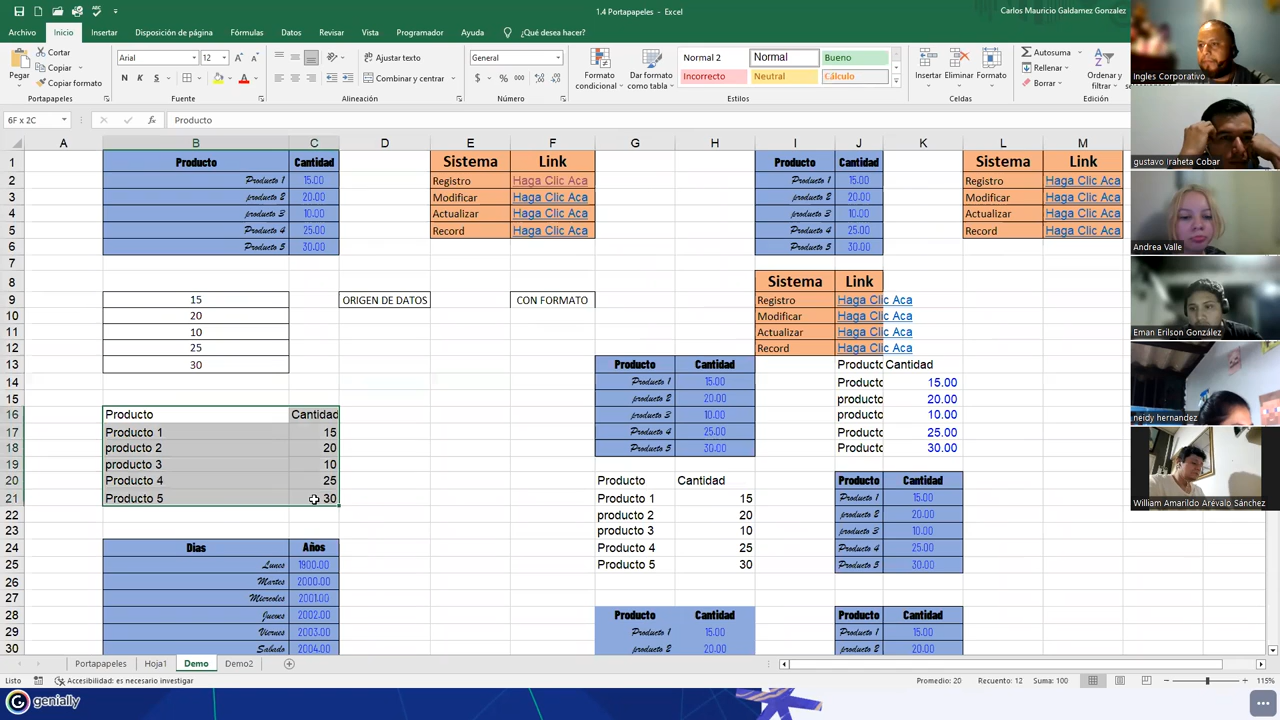 1.4 Portapapeles - Excel
Carlos Mauricio Galdamez Gonzalez
Archivo Inicio Insertar Disposición de página Fórmulas Datos Revisar Vista Programador Ayuda ¿Qué desea hacer?
Pegar
Cortar
Copiar
Copiar formato
Portapapeles
Arial 12
N K S
Fuente
Ajustar texto
Combinar y centrar
Alineación
General
$ % 000
Número
Formato condicional
Dar formato como tabla
Normal 2 Normal Bueno
Incorrecto Neutral Cálculo
Estilos
Insertar Eliminar Formato
Celdas
Autosuma
Rellenar
Borrar
Ordenar y filtrar
Edición
6F x 2C
fx
Producto
A B C D E F G H I J K L M
1 Producto Cantidad Sistema Link Producto Cantidad Sistema Link
2 Producto 1 15.00 Registro Haga Clic Aca Producto 1 15.00 Registro Haga Clic Aca
3 producto 2 20.00 Modificar Haga Clic Aca producto 2 20.00 Modificar Haga Clic Aca
4 producto 3 10.00 Actualizar Haga Clic Aca producto 3 10.00 Actualizar Haga Clic Aca
5 Producto 4 25.00 Record Haga Clic Aca Producto 4 25.00 Record Haga Clic Aca
6 Producto 5 30.00 Producto 5 30.00
7
8 Sistema Link
9 15 ORIGEN DE DATOS CON FORMATO Registro Haga Clic Aca
10 20 Modificar Haga Clic Aca
11 10 Actualizar Haga Clic Aca
12 25 Record Haga Clic Aca
13 30 Producto Cantidad Product Cantidad
14 Producto 1 15.00 Product 15.00
15 producto 2 20.00 product 20.00
16 Producto Cantidad producto 3 10.00 product 10.00
17 Producto 1 15 Producto 4 25.00 Product 25.00
18 producto 2 20 Producto 5 30.00 Product 30.00
19 producto 3 10
20 Producto 4 25 Producto Cantidad Producto Cantidad
21 Producto 5 30 Producto 1 15 Producto 1 15.00
22 producto 2 20 producto 2 20.00
23 producto 3 10 producto 3 10.00
24 Dias Años Producto 4 25 Producto 4 25.00
25 Lunes 1900.00 Producto 5 30 Producto 5 30.00
26 Martes 2000.00
27 Miercoles 2001.00
28 Jueves 2002.00 Producto Cantidad Producto Cantidad
29 Viernes 2003.00 Producto 1 15.00 Producto 1 15.00
30 Sabado 2004.00 producto 2 20.00 producto 2 20.00
Portapapeles Hoja1 Demo Demo2
Listo Accesibilidad: es necesario investigar Promedio: 20 Recuento: 12 Suma: 100 115%
genially
Ingles Corporativo
gustavo Iraheta Cobar
Andrea Valle
Eman Erilson González
neidy hernandez
William Amarildo Arévalo Sánchez